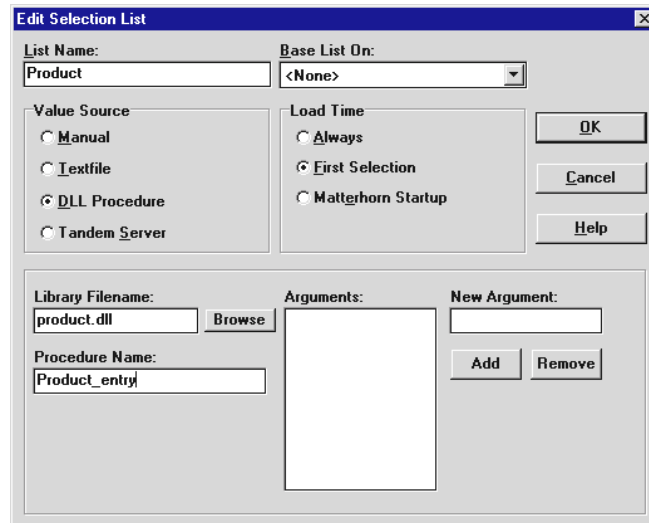 Edit Selection List
List Name:
Base List On:
Product
<None>
Value Source
Load Time
Manual
Always
OK
Textfile
First Selection
Cancel
DLL Procedure
Matterhorn Startup
Tandem Server
Help
Library Filename:
Arguments:
New Argument:
product.dll
Browse
Procedure Name:
Add
Remove
Product_entry